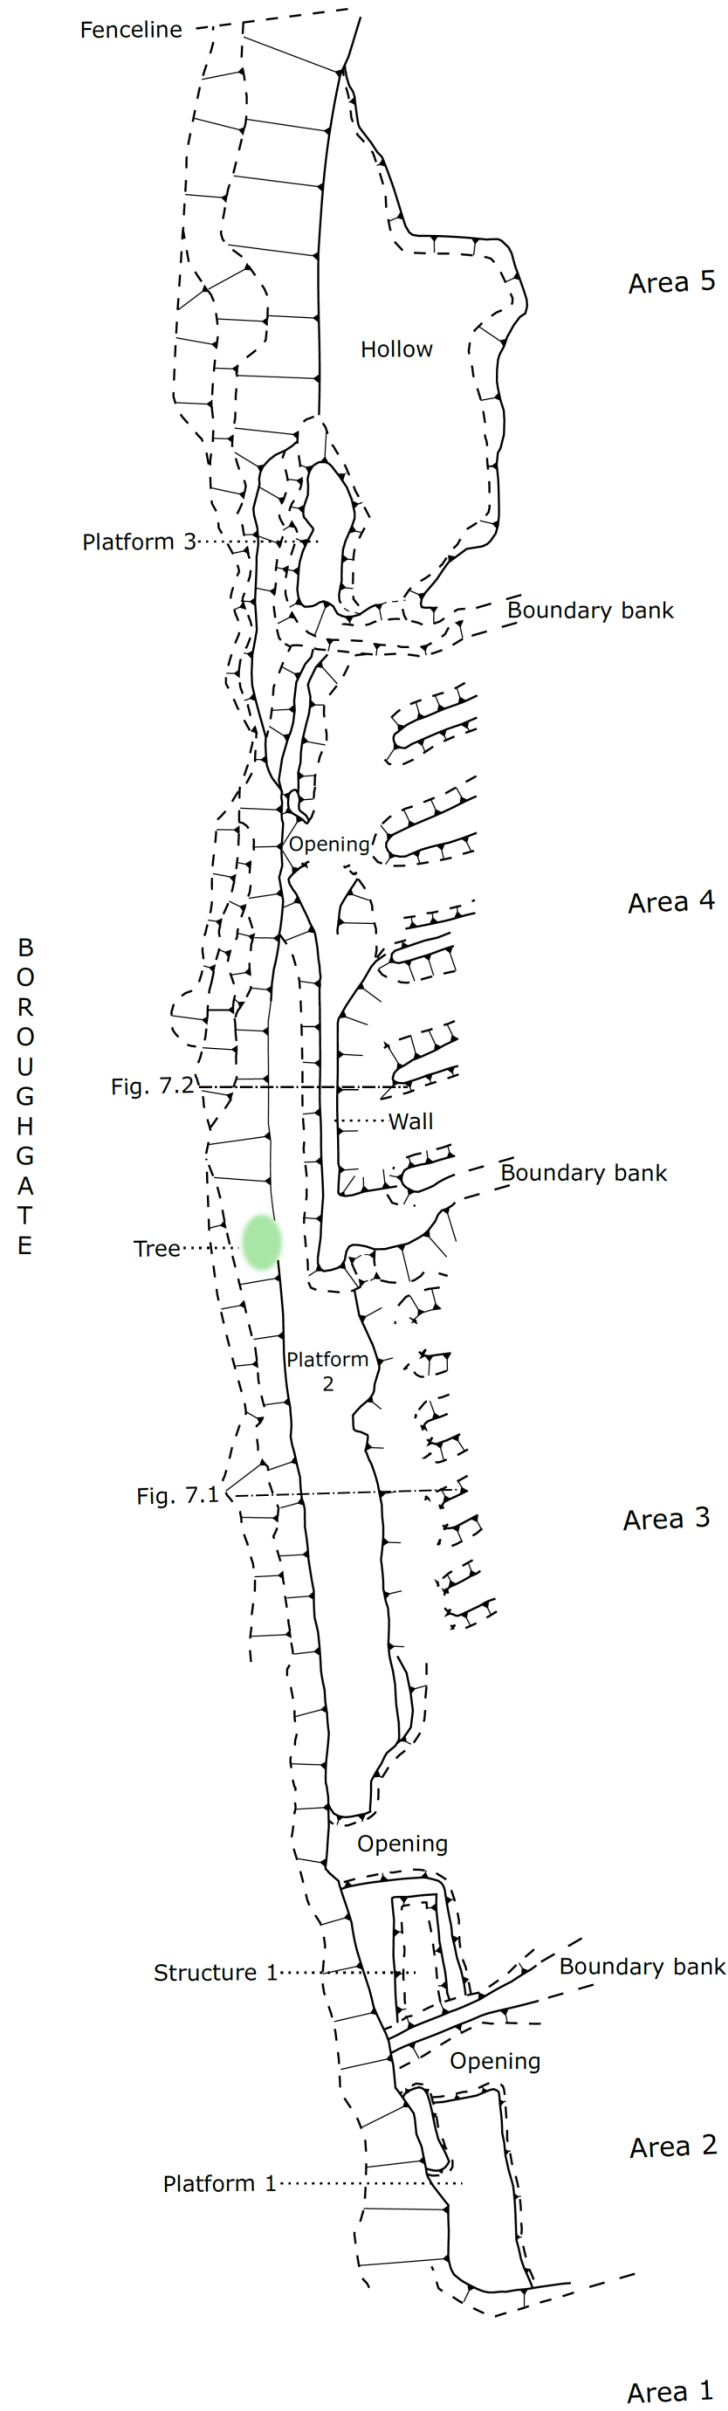 Fenceline
Area 5
Hollow
Platform 3
Boundary bank
Opening
Area 4
BOROUGHGATE
Fig. 7.2
Wall
Boundary bank
Tree
Platform
2
Fig. 7.1
Area 3
Opening
Structure 1
Boundary bank
Opening
Area 2
Platform 1
Area 1